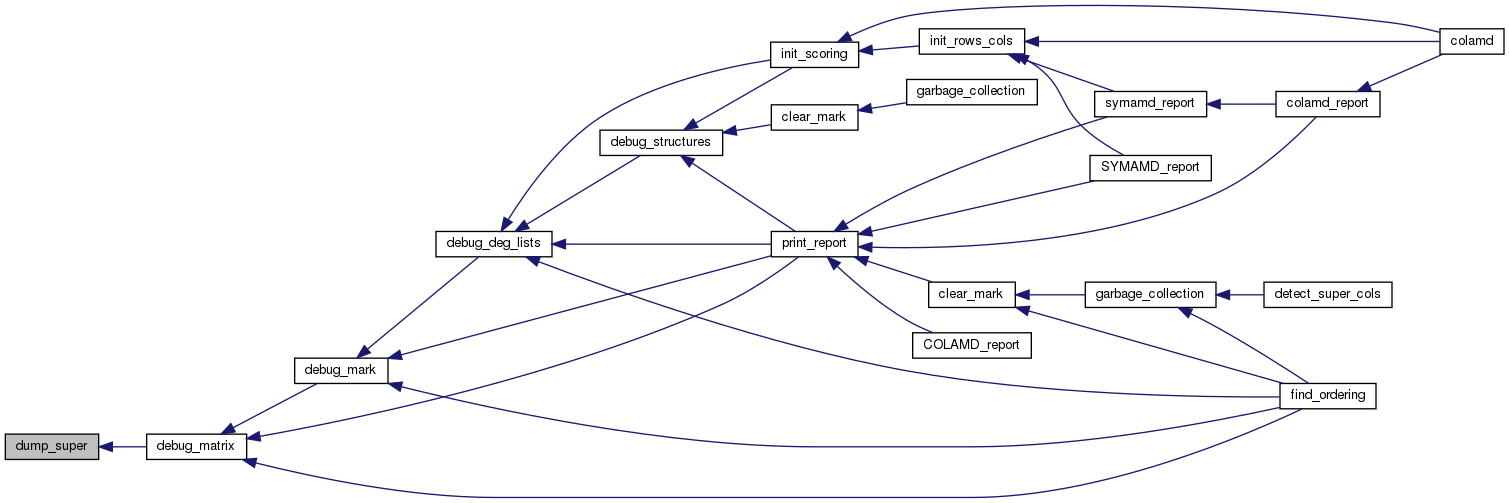 colamd
init_rows_cols
init_scoring
garbage_collection
symamd_report
colamd_report
clear_mark
debug_structures
SYMAMD_report
debug_deg_lists
print_report
clear_mark
garbage_collection
detect_super_cols
COLAMD_report
debug_mark
find_ordering
dump_super
debug_matrix